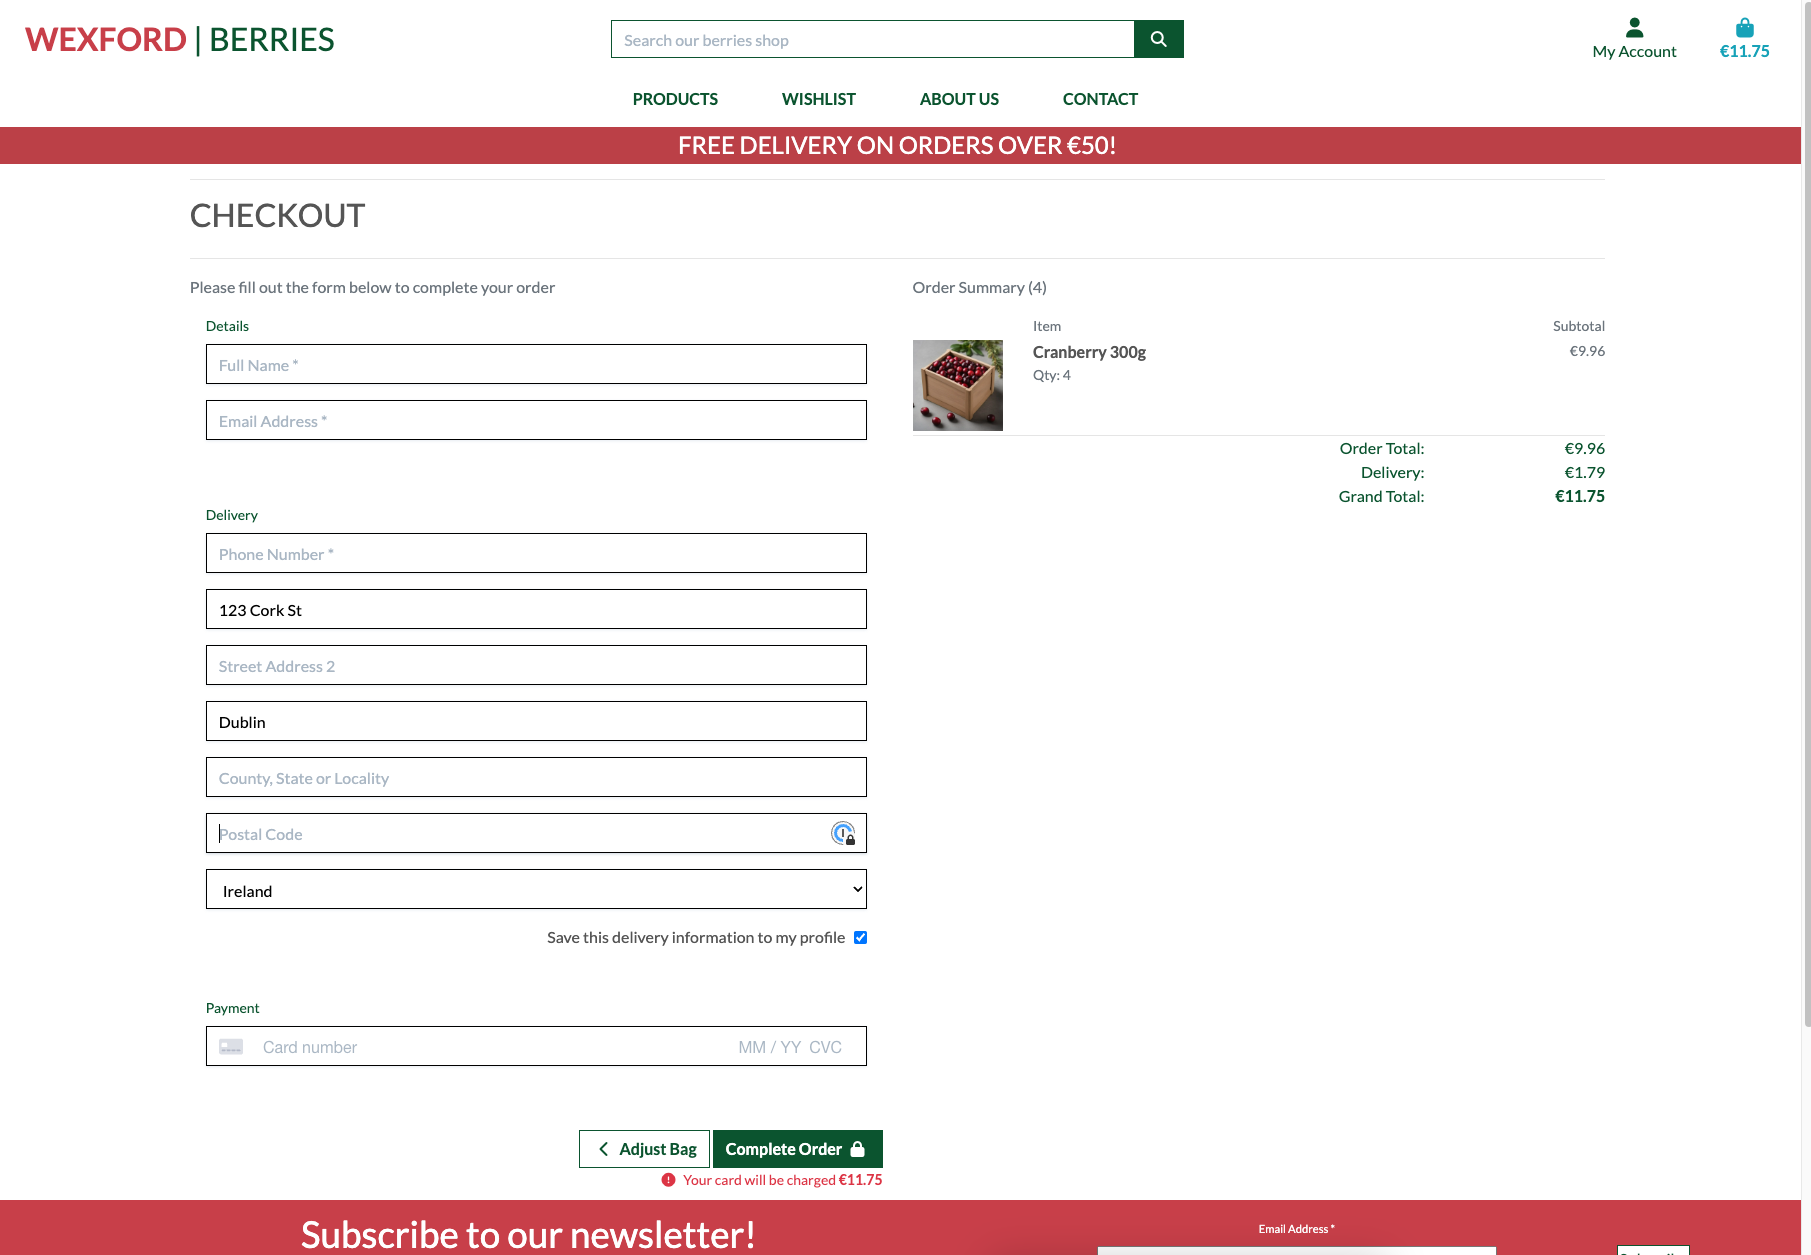 WEXFORD | BERRIES
Search our berries shop
My Account
€11.75
PRODUCTS WISHLIST ABOUT US CONTACT
FREE DELIVERY ON ORDERS OVER €50!
CHECKOUT
Please fill out the form below to complete your order
Details
Full Name *
Email Address *
Delivery
Phone Number *
123 Cork St
Street Address 2
Dublin
County, State or Locality
Postal Code
Ireland
Save this delivery information to my profile
Payment
Card number MM / YY CVC
Adjust Bag Complete Order
Your card will be charged €11.75
Order Summary (4)
Item Subtotal
Cranberry 300g €9.96
Qty: 4
Order Total: €9.96
Delivery: €1.79
Grand Total: €11.75
Subscribe to our newsletter!
Email Address *